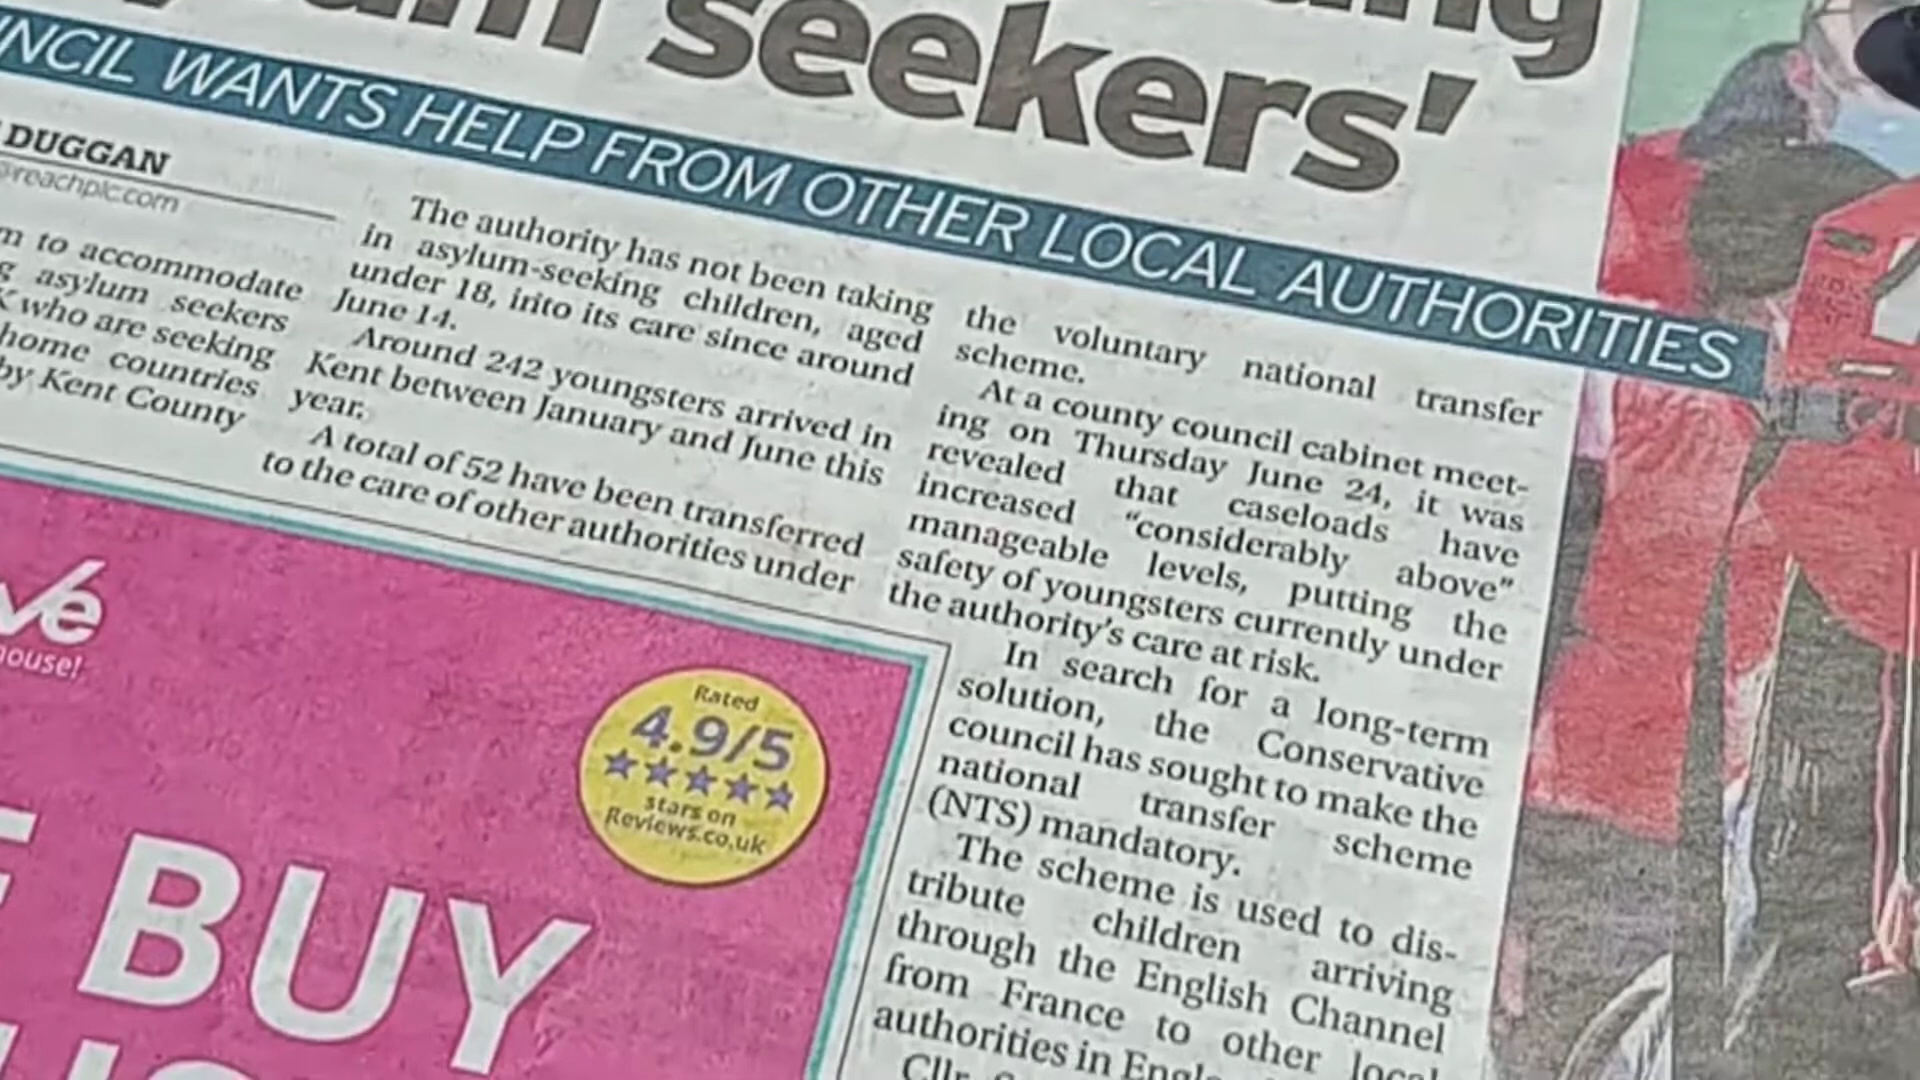 seekers'
WANTS HELP FROM OTHER LOCAL AUTHORITIES
DUGGAN
@reachplc.com
to accommodate
asylum seekers
who are seeking
home countries
by Kent County
The authority has not been taking
in asylum-seeking children, aged
under 18, into its care since around
June 14.
Around 242 youngsters arrived in
Kent between January and June this
year.
A total of 52 have been transferred
to the care of other authorities under
the voluntary national transfer
scheme.
At a county council cabinet meet-
ing on Thursday June 24, it was
revealed that caseloads have
increased “considerably above”
manageable levels, putting the
safety of youngsters currently under
the authority's care at risk.
In search for a long-term
solution, the Conservative
council has sought to make the
national transfer scheme
(NTS) mandatory.
The scheme is used to dis-
tribute children arriving
through the English Channel
from France to other local
authorities in
Cllr
house!
Rated
4.9/5
stars on
Reviews.co.uk
BUY